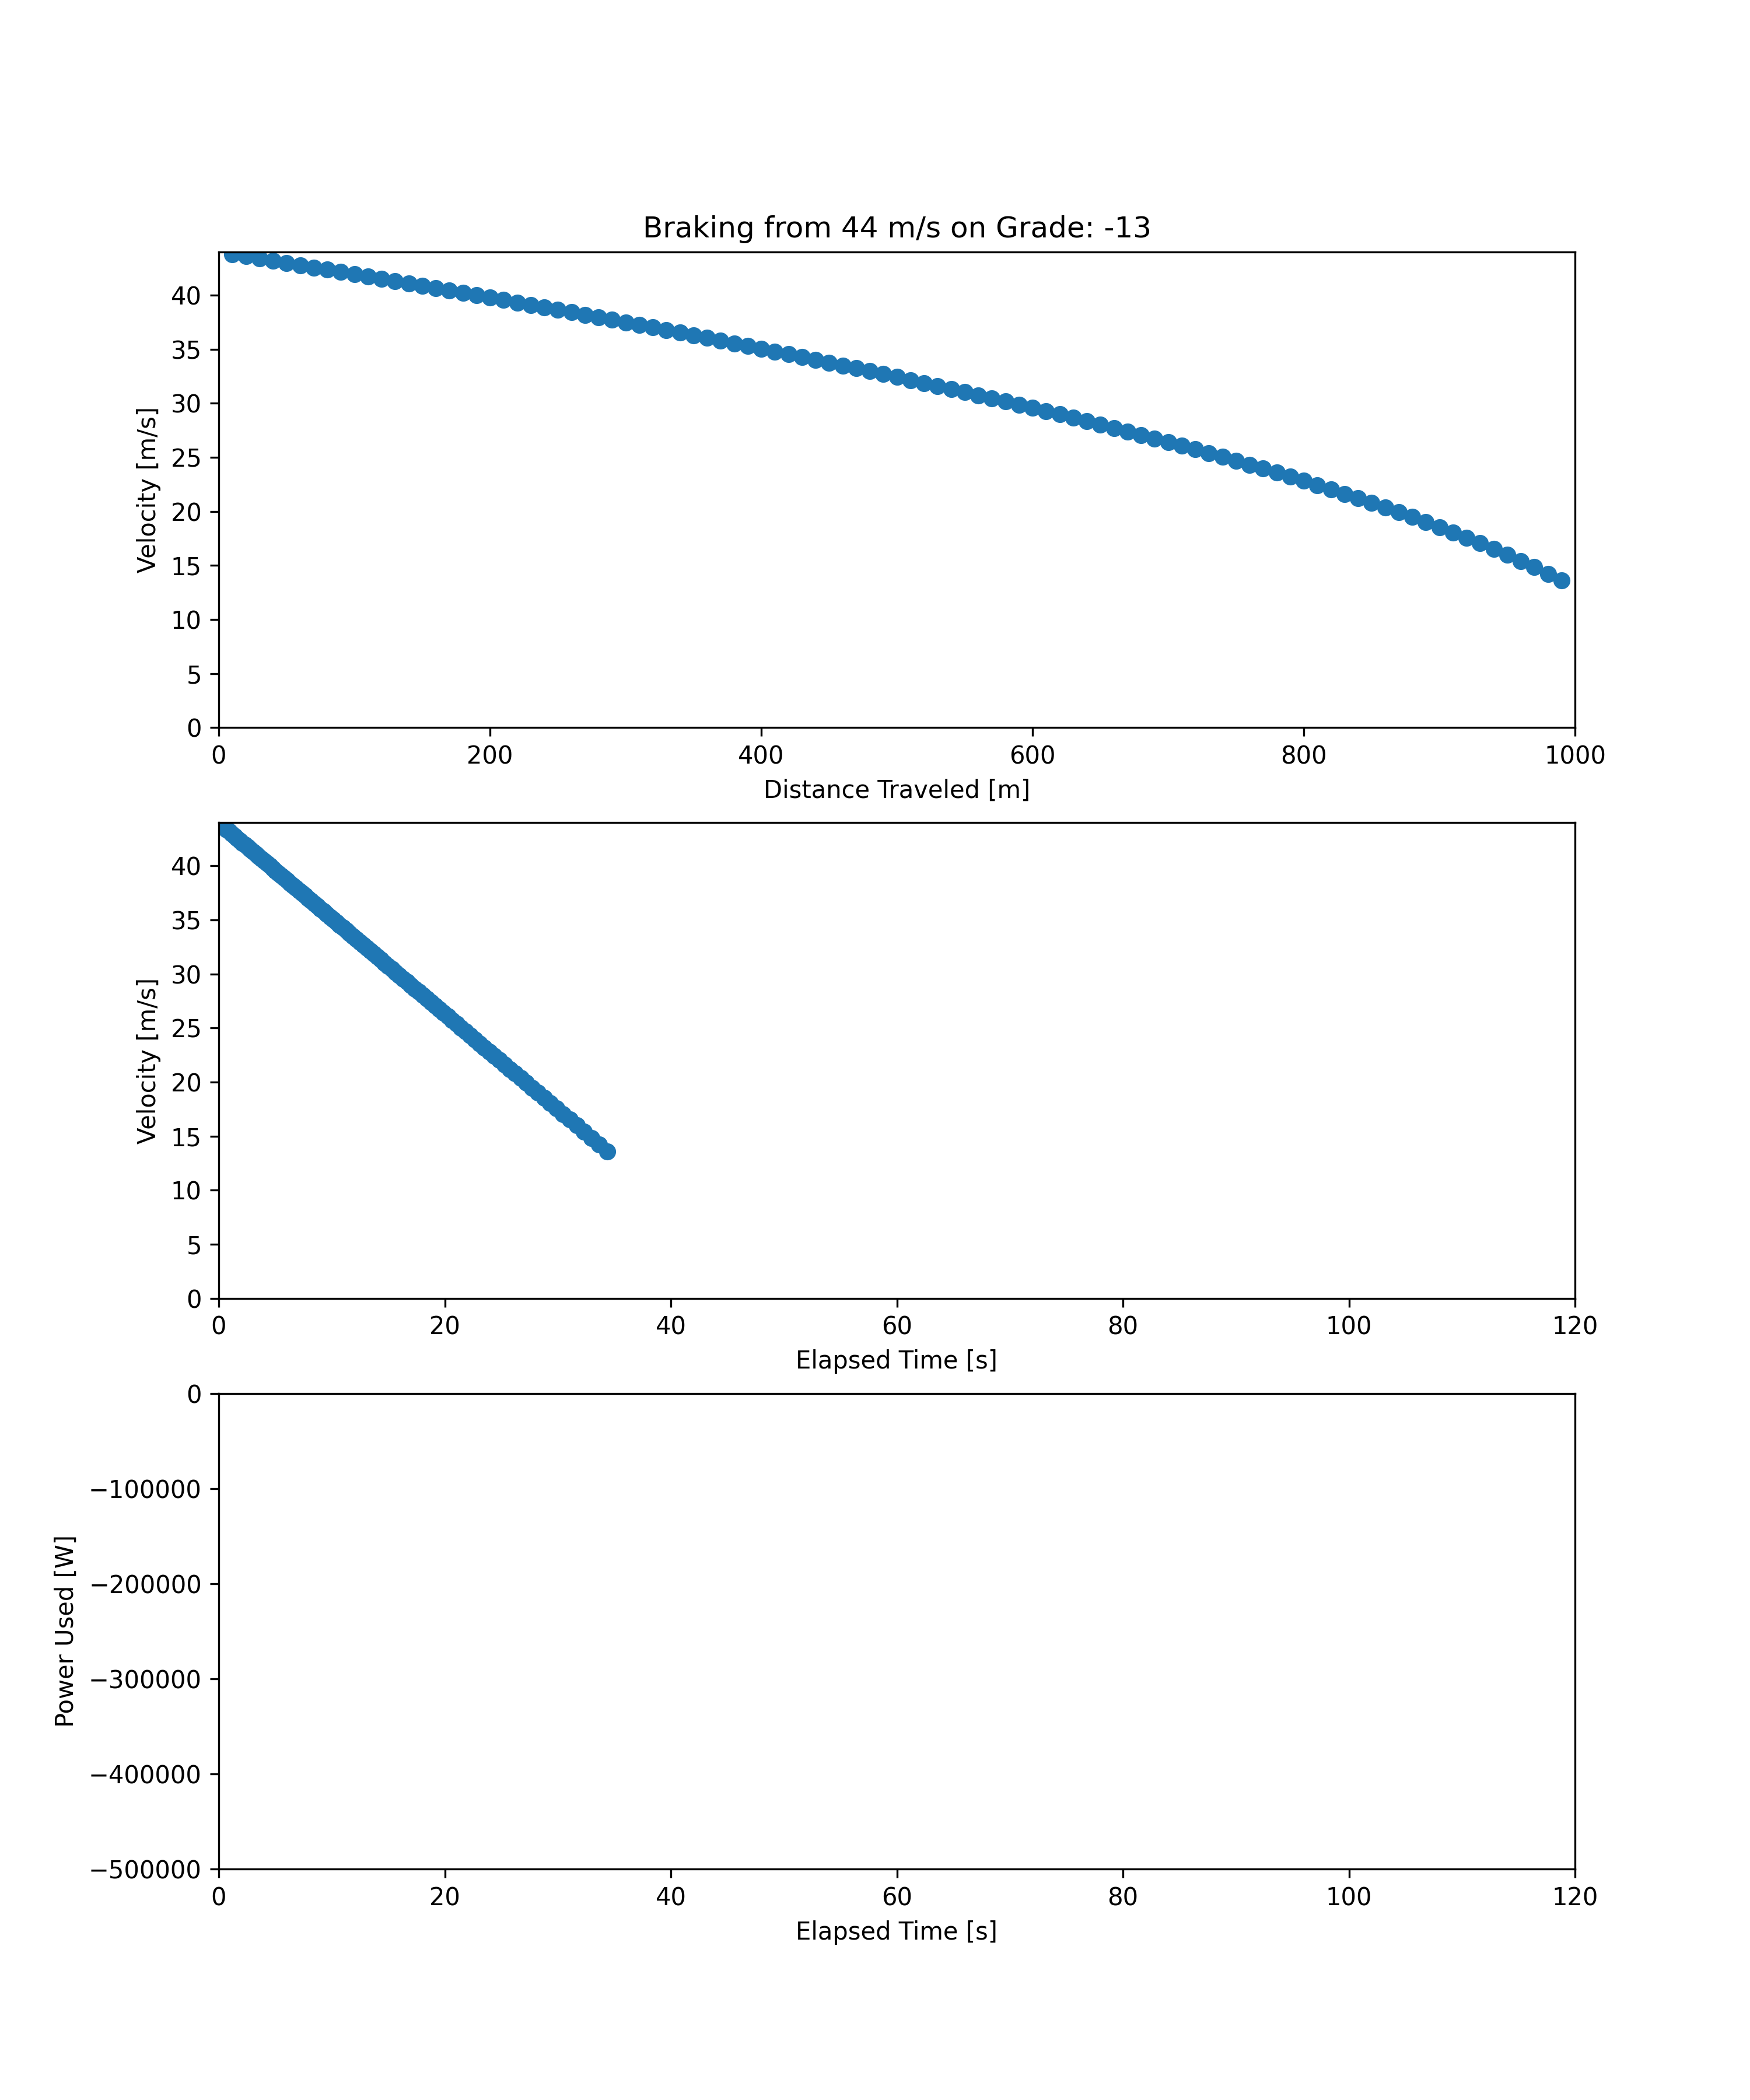 Braking from 44 m/s on Grade: -13
40
35
30
25
20
15
10
5
0
Velocity [m/s]
0 200 400 600 800 1000
Distance Traveled [m]
40
35
30
25
20
15
10
5
0
Velocity [m/s]
0 20 40 60 80 100 120
Elapsed Time [s]
0
−100000
−200000
−300000
−400000
−500000
Power Used [W]
0 20 40 60 80 100 120
Elapsed Time [s]